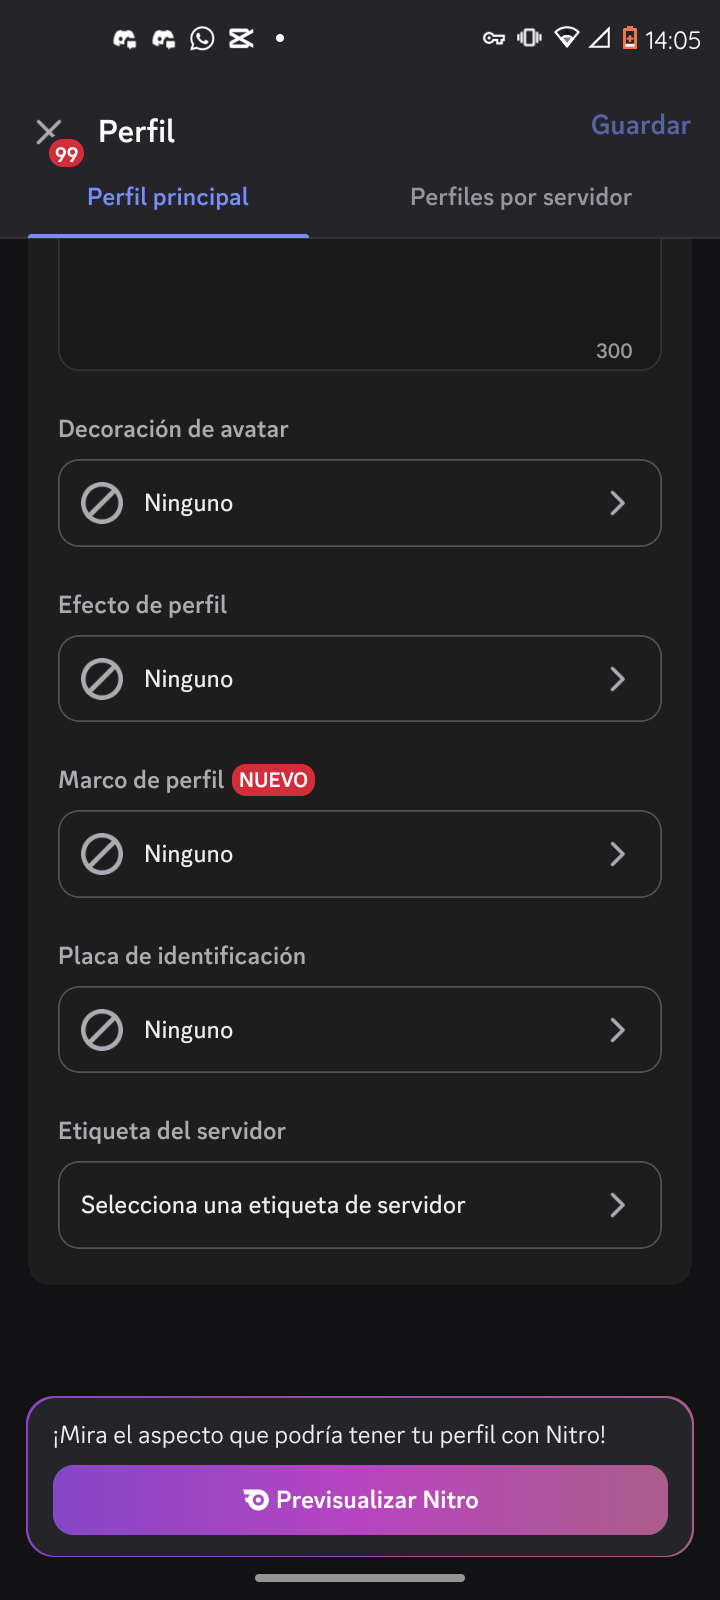 14:05
Perfil
Guardar
99
Perfil principal
Perfiles por servidor
300
Decoración de avatar
Ninguno
Efecto de perfil
Ninguno
Marco de perfil NUEVO
Ninguno
Placa de identificación
Ninguno
Etiqueta del servidor
Selecciona una etiqueta de servidor
¡Mira el aspecto que podría tener tu perfil con Nitro!
Previsualizar Nitro